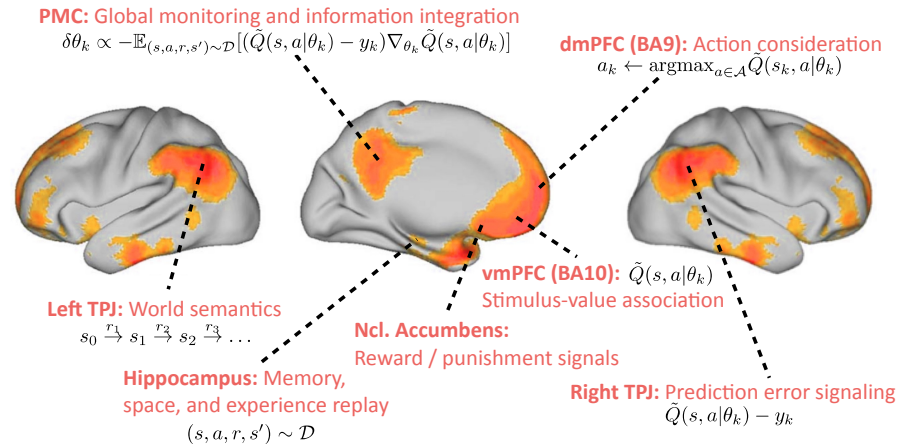 PMC: Global monitoring and information integration
δθ_k ∝ −𝔼_{(s,a,r,s′)∼𝒟}[(Q̃(s, a|θ_k) − y_k)∇_{θ_k}Q̃(s, a|θ_k)]
dmPFC (BA9): Action consideration
a_k ← argmax_{a∈𝒜}Q̃(s_k, a|θ_k)
vmPFC (BA10): Q̃(s, a|θ_k)
Stimulus-value association
Left TPJ: World semantics
s_0 →^{r_1} s_1 →^{r_2} s_2 →^{r_3} …
Ncl. Accumbens:
Reward / punishment signals
Hippocampus: Memory,
space, and experience replay
(s, a, r, s′) ∼ 𝒟
Right TPJ: Prediction error signaling
Q̃(s, a|θ_k) − y_k